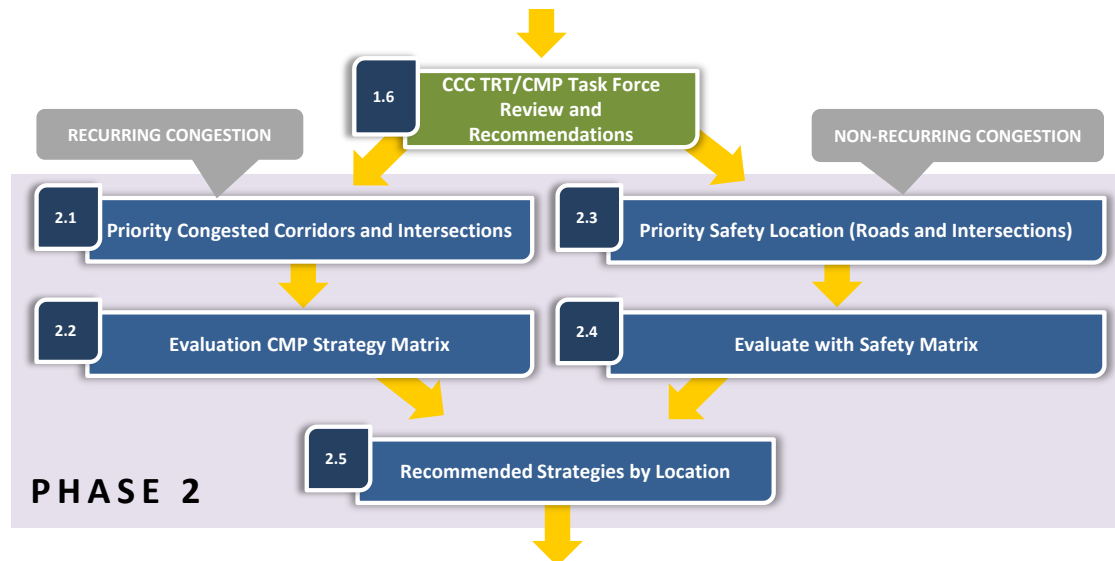 1.6
CCC TRT/CMP Task Force
Review and
Recommendations
RECURRING CONGESTION
NON-RECURRING CONGESTION
2.1
Priority Congested Corridors and Intersections
2.3
Priority Safety Location (Roads and Intersections)
2.2
Evaluation CMP Strategy Matrix
2.4
Evaluate with Safety Matrix
2.5
Recommended Strategies by Location
PHASE 2